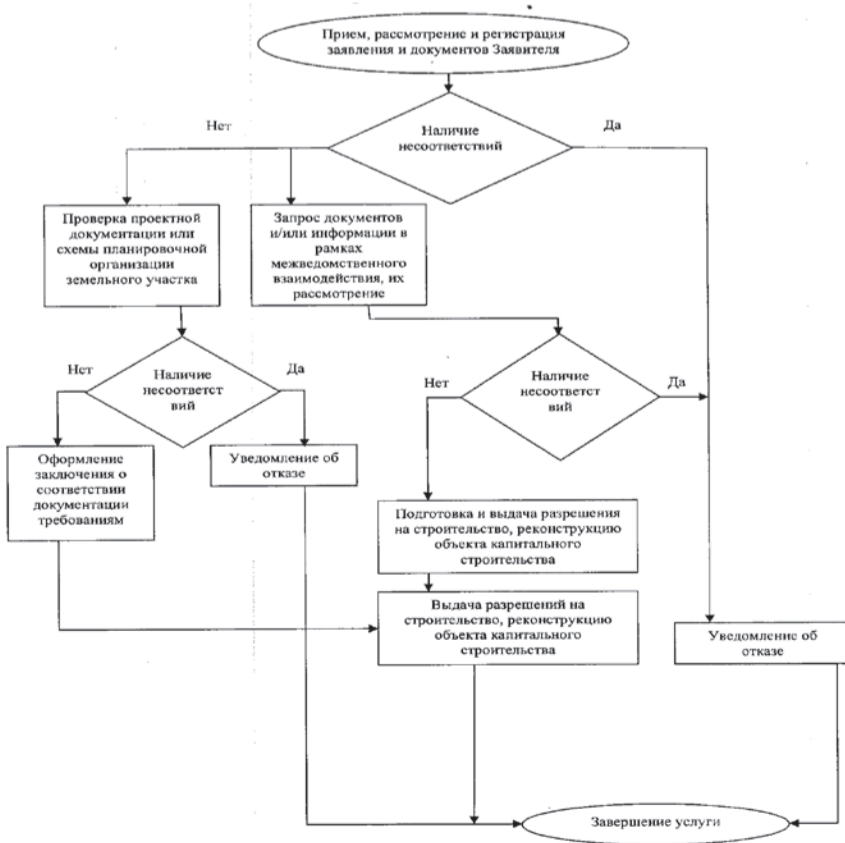 Прием, рассмотрение и регистрация
заявления и документов Заявителя
Нет
Да
Наличие
несоответствий
Проверка проектной
документации или
схемы планировочной
организации
земельного участка
Запрос документов
и/или информации в
рамках
межведомственного
взаимодействия, их
рассмотрение
Нет
Наличие
несоответст
вий
Да
Нет
Наличие
несоответст
вий
Да
Оформление
заключения о
соответствии
документации
требованиям
Уведомление об
отказе
Подготовка и выдача разрешения
на строительство, реконструкцию
объекта капитального
строительства
Выдача разрешений на
строительство, реконструкцию
объекта капитального
строительства
Уведомление об
отказе
Завершение услуги